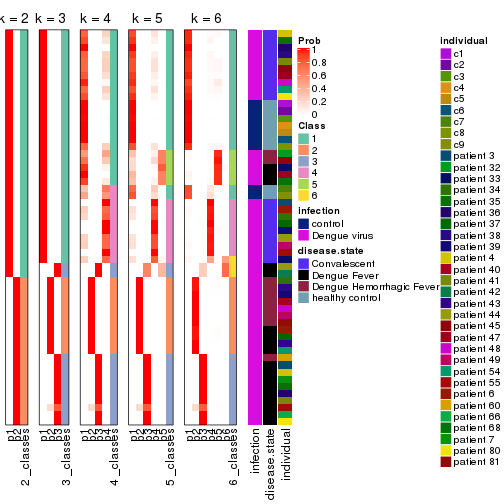 k = 2
k = 3
k = 4
k = 5
k = 6
p1
p2
2_classes
p1
p2
p3
3_classes
p1
p2
p3
p4
4_classes
p1
p2
p3
p4
p5
5_classes
p1
p2
p3
p4
p5
p6
6_classes
infection
disease.state
individual
Prob
1
0.8
0.6
0.4
0.2
0
Class
1
2
3
4
5
6
infection
control
Dengue virus
disease.state
Convalescent
Dengue Fever
Dengue Hemorrhagic Fever
healthy control
individual
c1
c2
c3
c4
c5
c6
c7
c8
c9
patient 3
patient 32
patient 33
patient 34
patient 35
patient 36
patient 37
patient 38
patient 39
patient 4
patient 40
patient 41
patient 42
patient 43
patient 44
patient 45
patient 47
patient 48
patient 49
patient 54
patient 55
patient 6
patient 60
patient 66
patient 68
patient 7
patient 80
patient 81